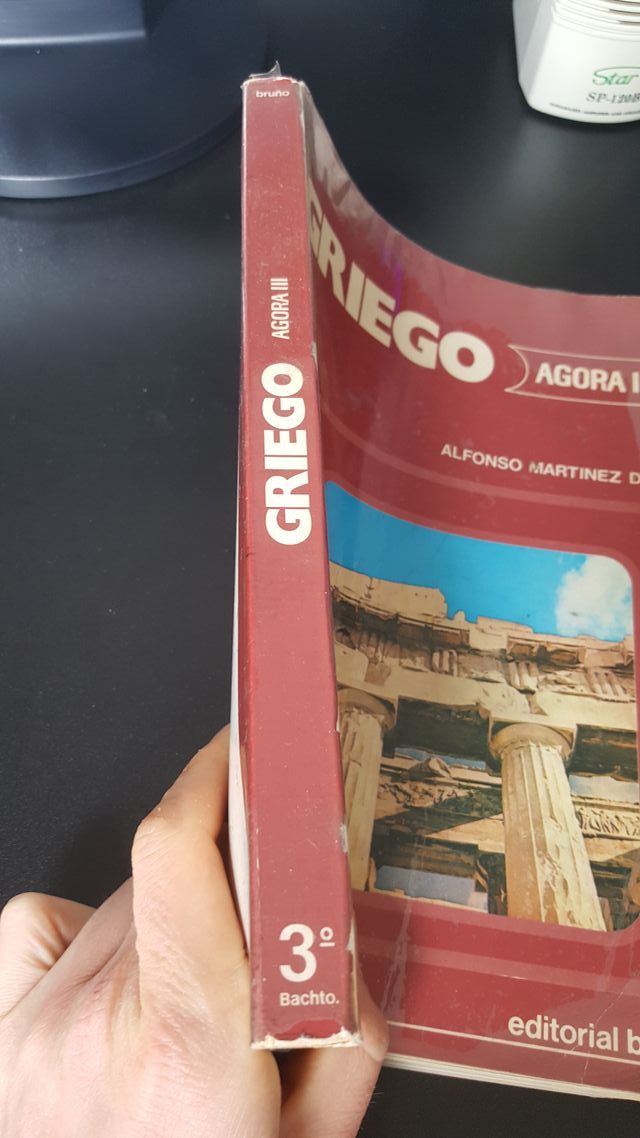 bruño
GRIEGO AGORA III
3º
Bachto.
GRIEGO
AGORA I
ALFONSO MARTINEZ D
editorial b
Star
SP-120B